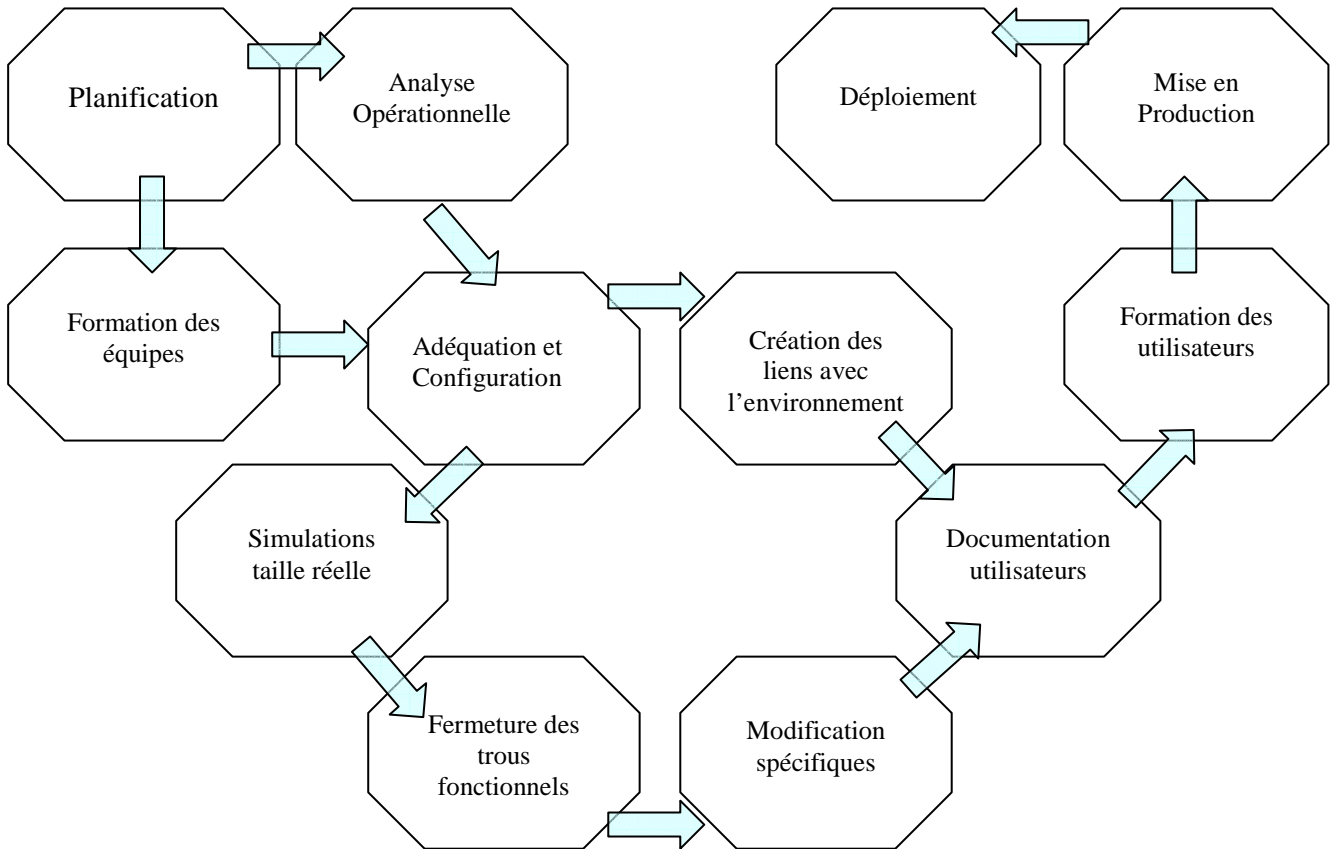 Planification
Analyse
Opérationnelle
Déploiement
Mise en
Production
Formation des
équipes
Adéquation et
Configuration
Création des
liens avec
l’environnement
Formation des
utilisateurs
Simulations
taille réelle
Documentation
utilisateurs
Fermeture des
trous
fonctionnels
Modification
spécifiques